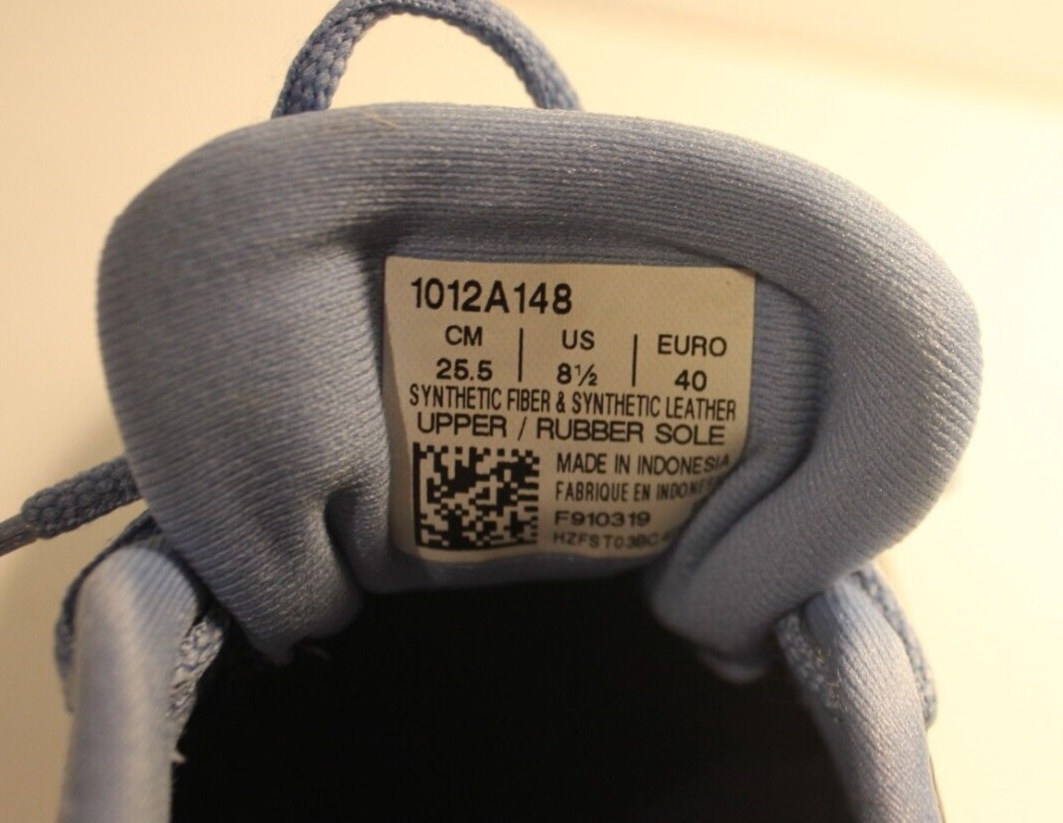 1012A148
CM | US | EURO
25.5 | 8½ | 40
SYNTHETIC FIBER & SYNTHETIC LEATHER
UPPER / RUBBER SOLE
MADE IN INDONESIA
FABRIQUE EN
F910319